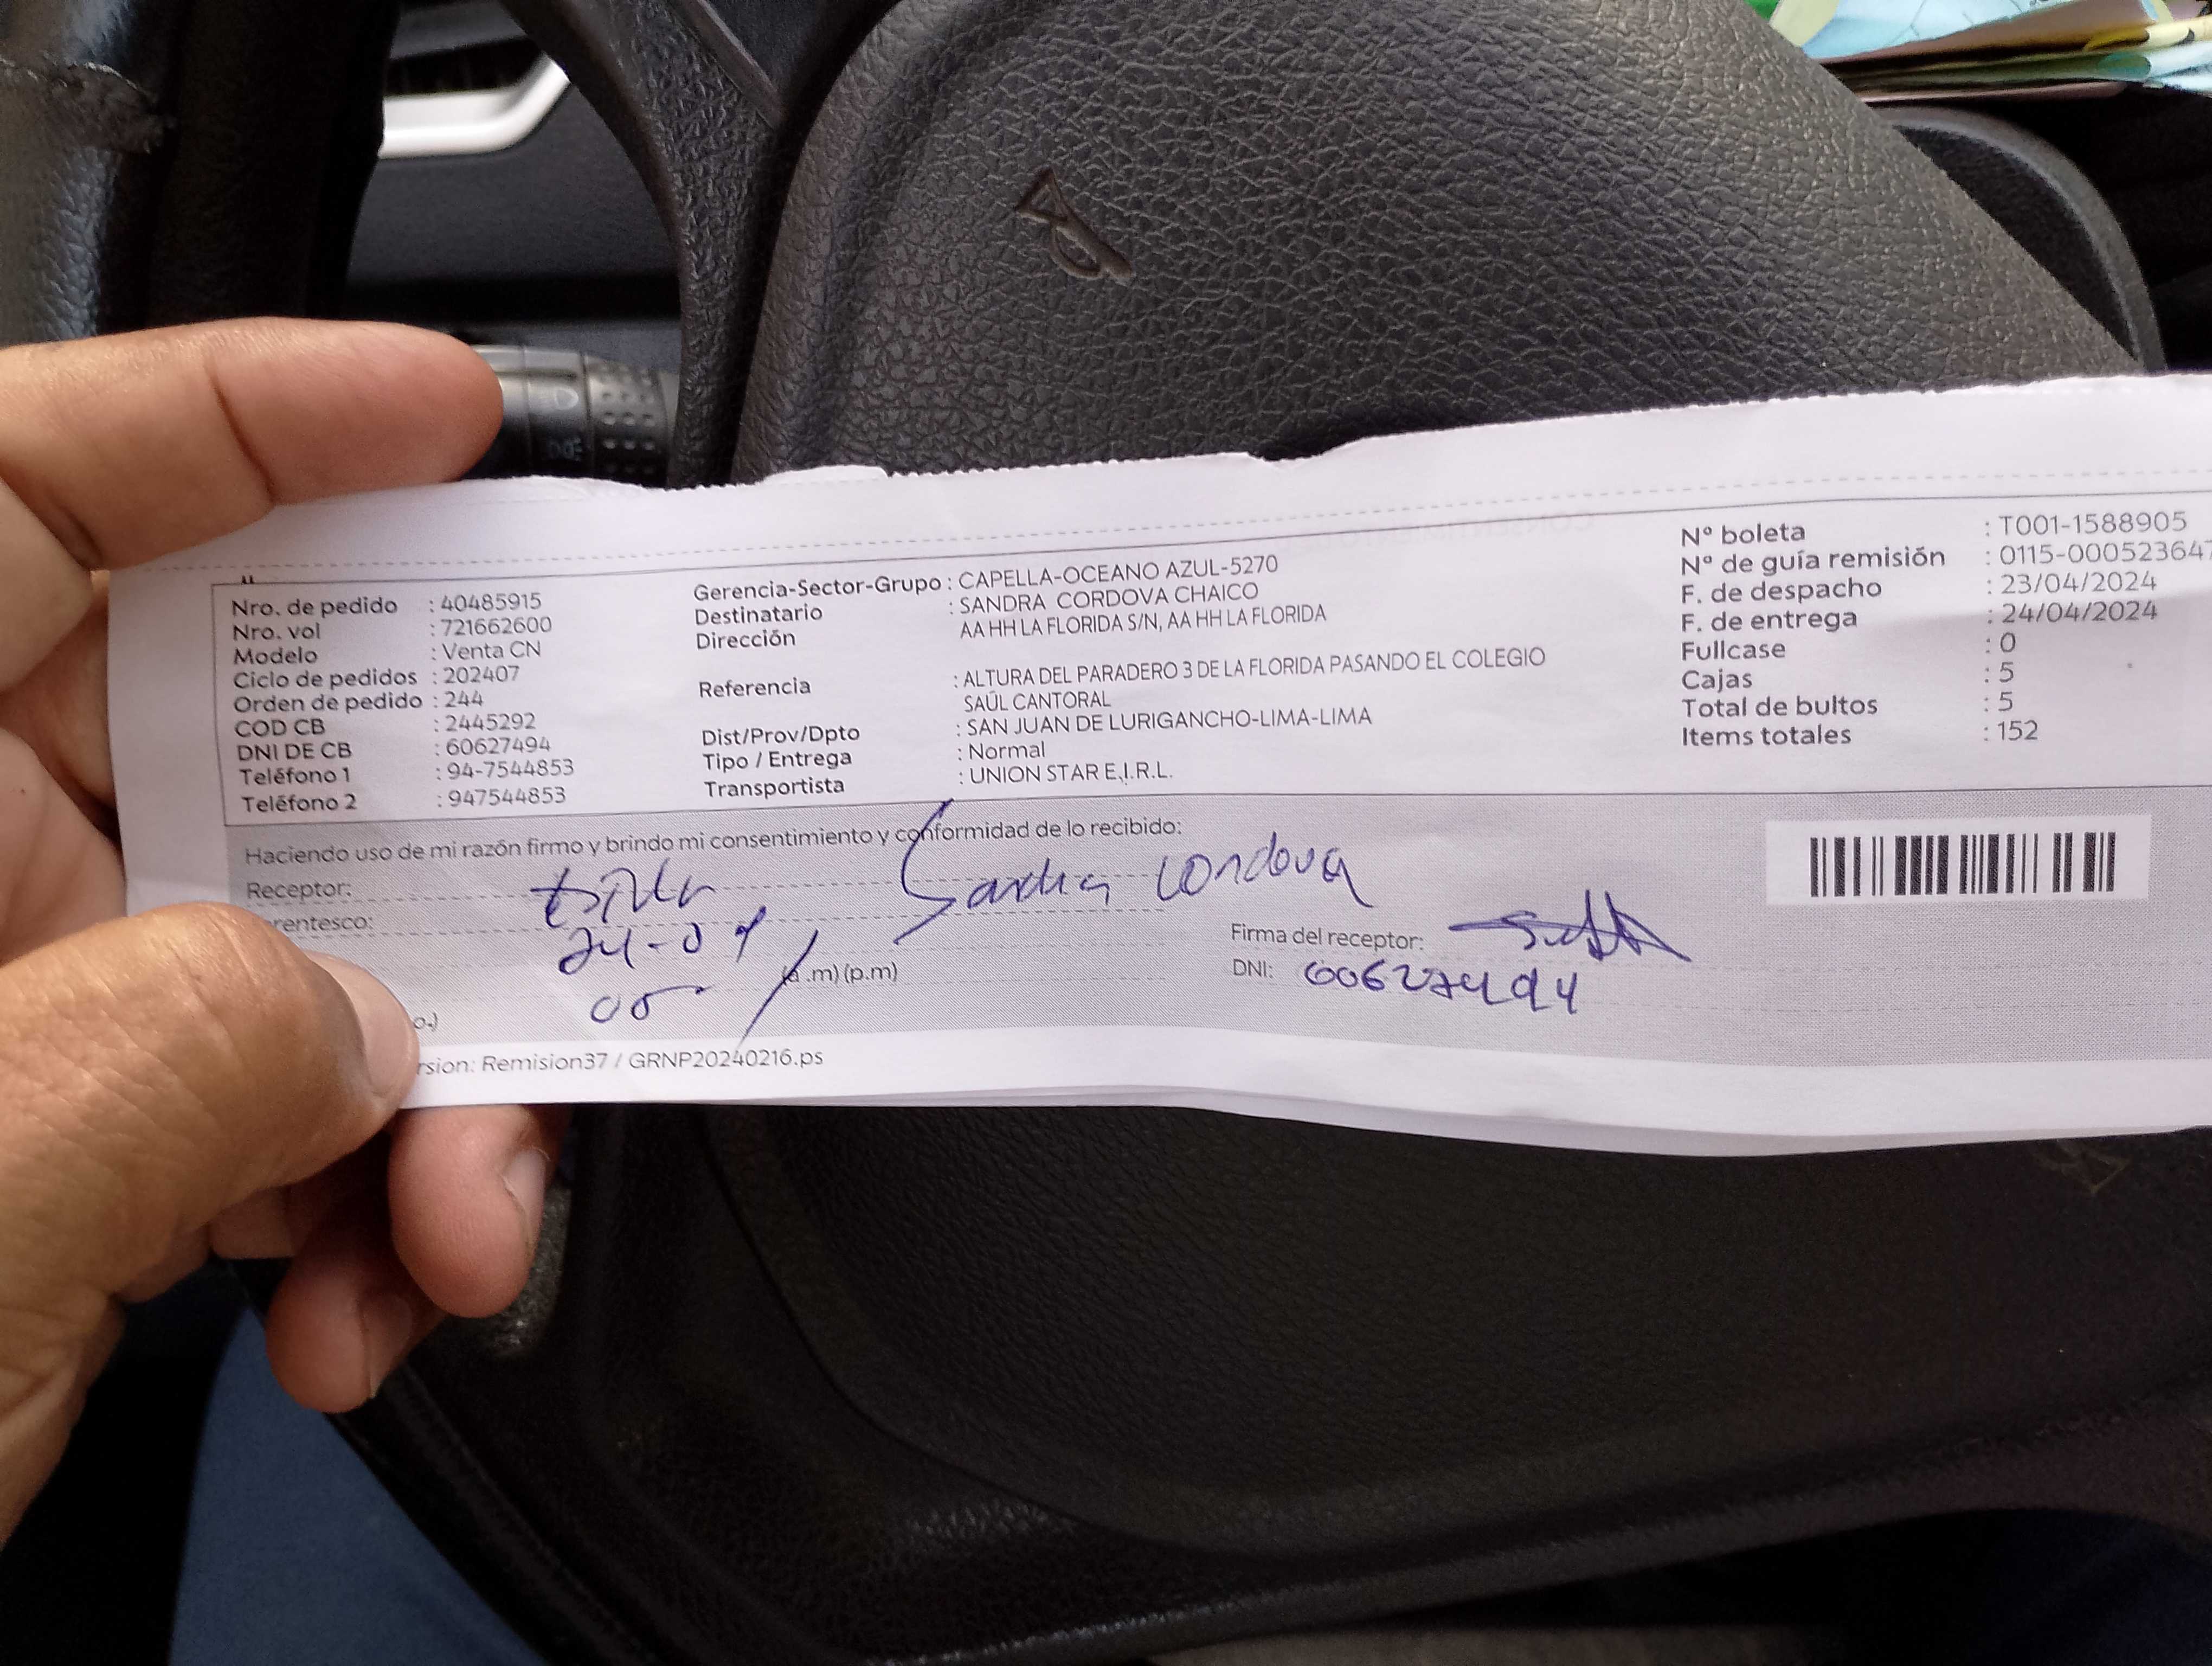 Nro. de pedido : 40485915
Nro. vol : 721662600
Modelo : Venta CN
Ciclo de pedidos : 202407
Orden de pedido : 244
COD CB : 2445292
DNI DE CB : 60627494
Teléfono 1 : 94-7544853
Teléfono 2 : 947544853
Gerencia-Sector-Grupo : CAPELLA-OCEANO AZUL-5270
Destinatario : SANDRA CORDOVA CHAICO
Dirección AA HH LA FLORIDA S/N, AA HH LA FLORIDA
Referencia : ALTURA DEL PARADERO 3 DE LA FLORIDA PASANDO EL COLEGIO
SAÚL CANTORAL
Dist/Prov/Dpto : SAN JUAN DE LURIGANCHO-LIMA-LIMA
Tipo / Entrega : Normal
Transportista : UNION STAR E.I.R.L.
Nº boleta : T001-1588905
Nº de guía remisión : 0115-00052364
F. de despacho : 23/04/2024
F. de entrega : 24/04/2024
Fullcase : 0
Cajas : 5
Total de bultos : 5
Items totales : 152
Haciendo uso de mi razón firmo y brindo mi consentimiento y conformidad de lo recibido:
Receptor: Sandra Cordova
rentesco: 24-04
(a.m) (p.m)
Firma del receptor:
DNI: 60627494
o.)
rsion: Remision37 / GRNP20240216.ps